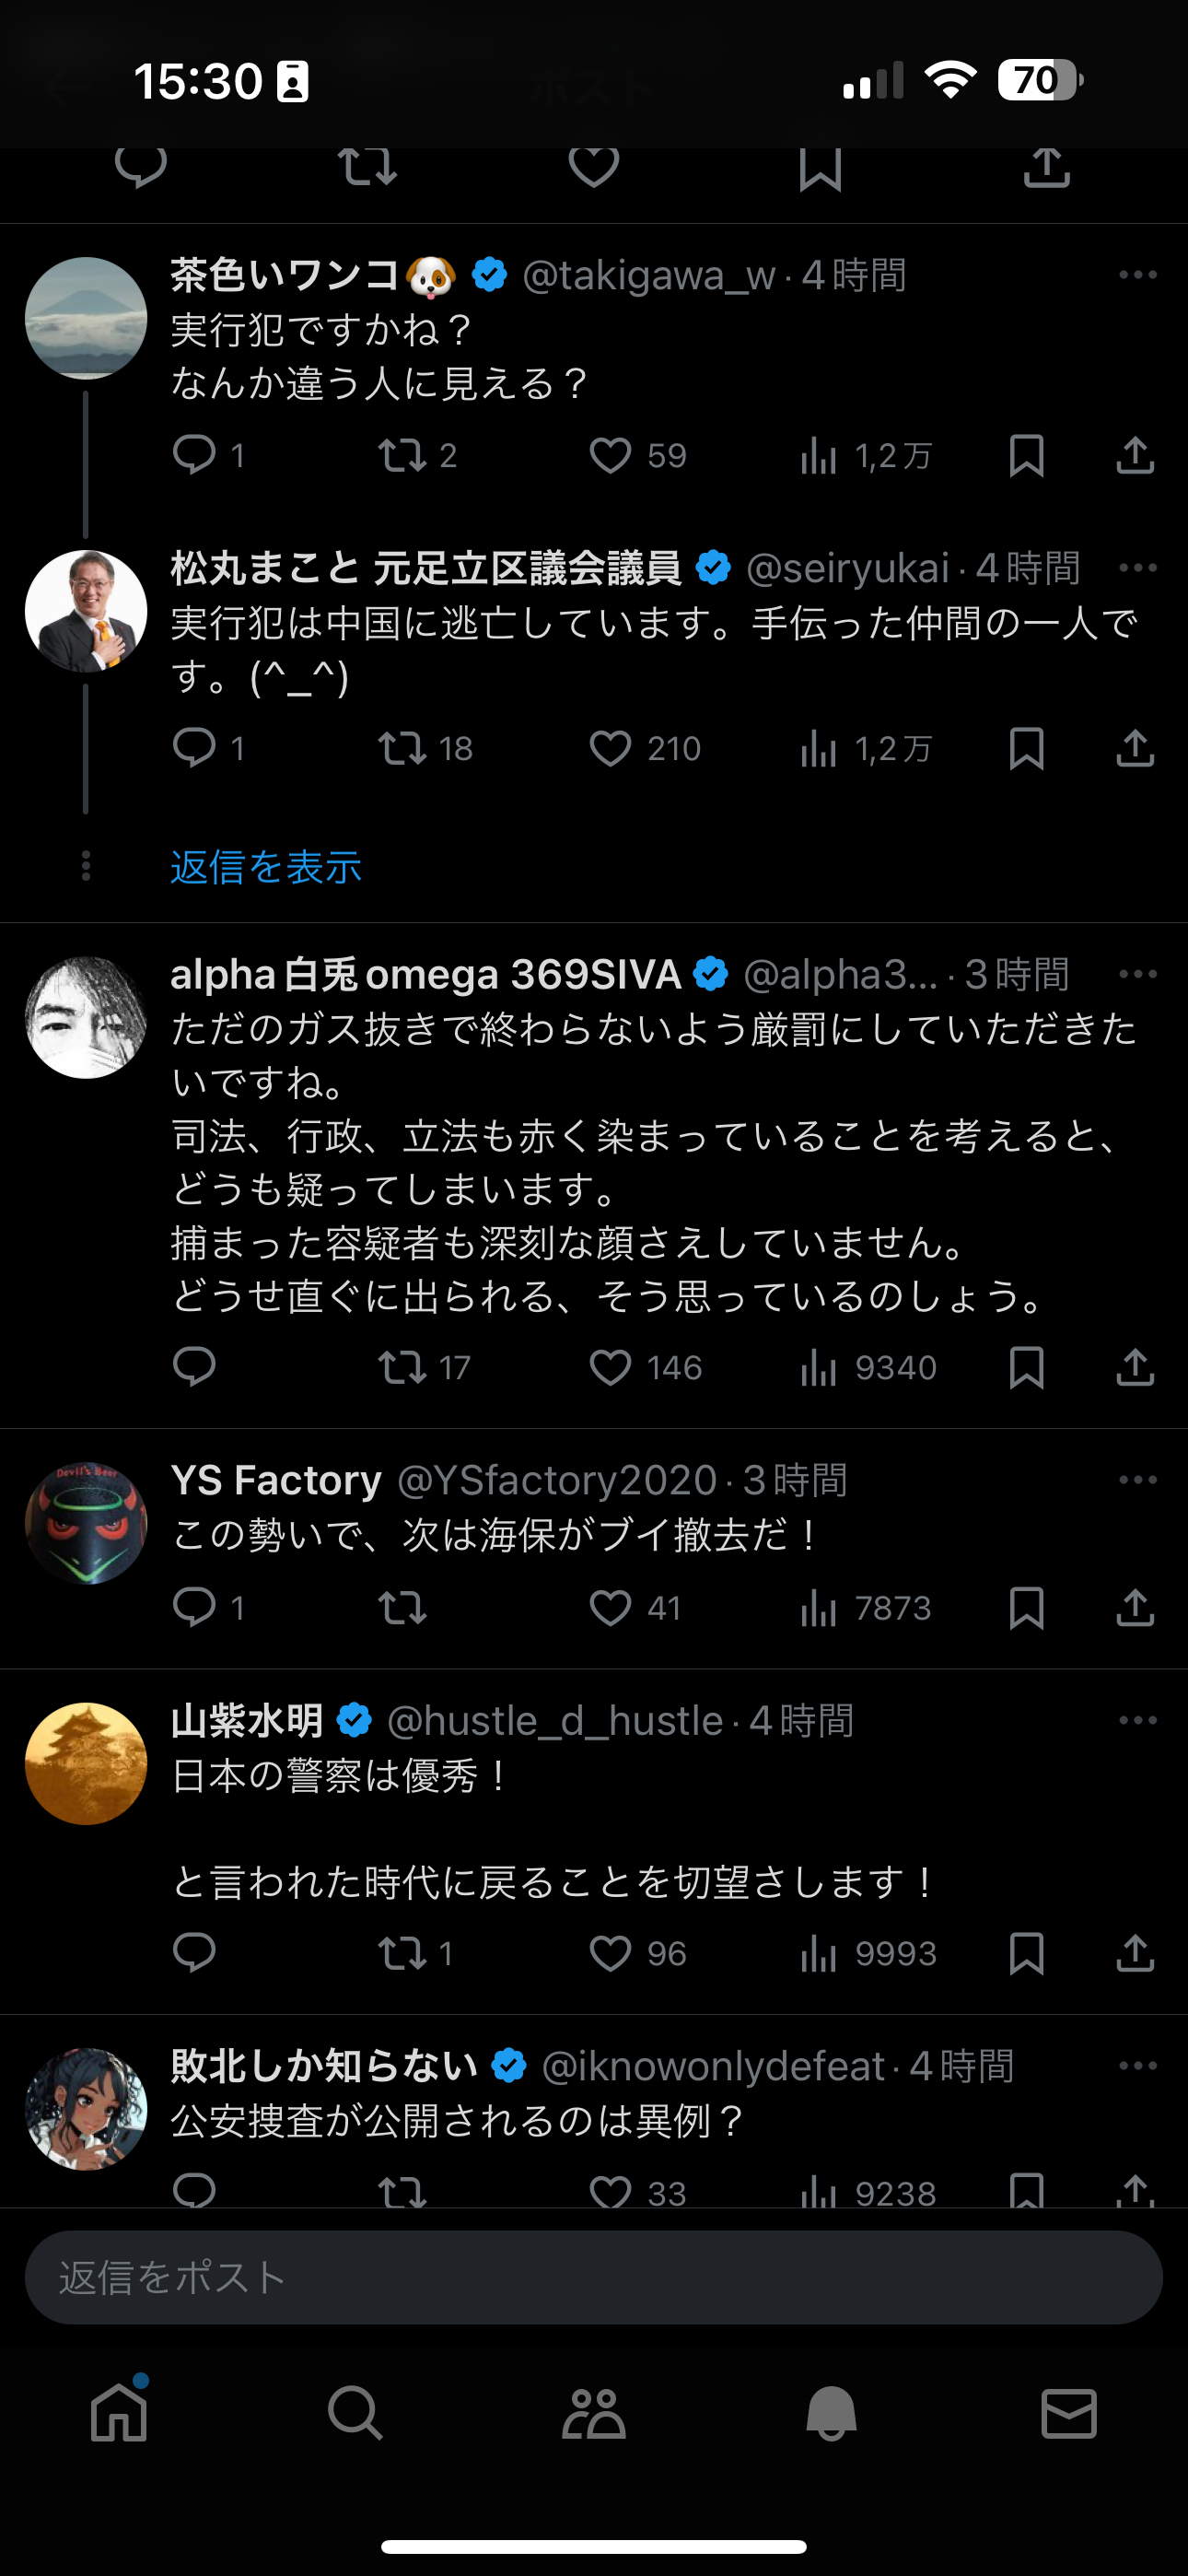 15:30
70
ポスト
茶色いワンコ🐶 @takigawa_w · 4時間
実行犯ですかね？
なんか違う人に見える？
1 2 59 1,2万
松丸まこと 元足立区議会議員 @seiryukai · 4時間
実行犯は中国に逃亡しています。手伝った仲間の一人で
す。(^_^)
1 18 210 1,2万
返信を表示
alpha白兎omega 369SIVA @alpha3... · 3時間
ただのガス抜きで終わらないよう厳罰にしていただきた
いですね。
司法、行政、立法も赤く染まっていることを考えると、
どうも疑ってしまいます。
捕まった容疑者も深刻な顔さえしていません。
どうせ直ぐに出られる、そう思っているのしょう。
17 146 9340
Devil's Beer
YS Factory @YSfactory2020 · 3時間
この勢いで、次は海保がブイ撤去だ！
1 41 7873
山紫水明 @hustle_d_hustle · 4時間
日本の警察は優秀！
と言われた時代に戻ることを切望さします！
1 96 9993
敗北しか知らない @iknowonlydefeat · 4時間
公安捜査が公開されるのは異例？
33 9238
返信をポスト